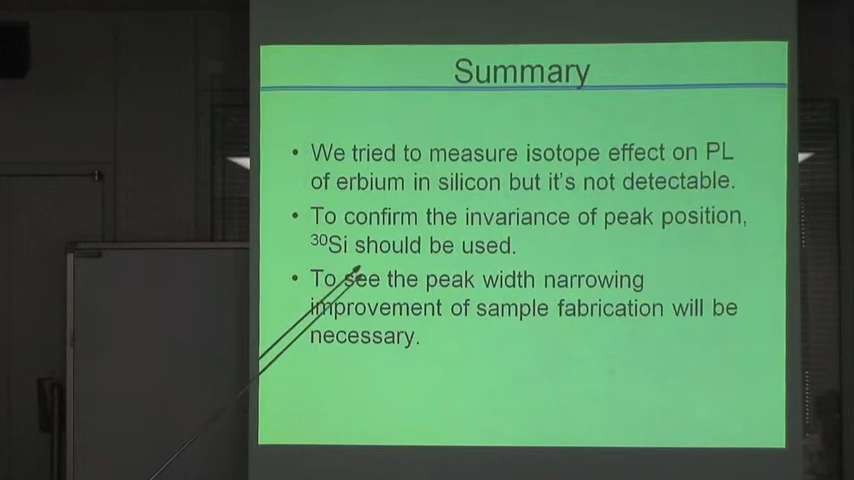 Summary
• We tried to measure isotope effect on PL
of erbium in silicon but it's not detectable.
• To confirm the invariance of peak position,
³⁰Si should be used.
• To see the peak width narrowing
improvement of sample fabrication will be
necessary.